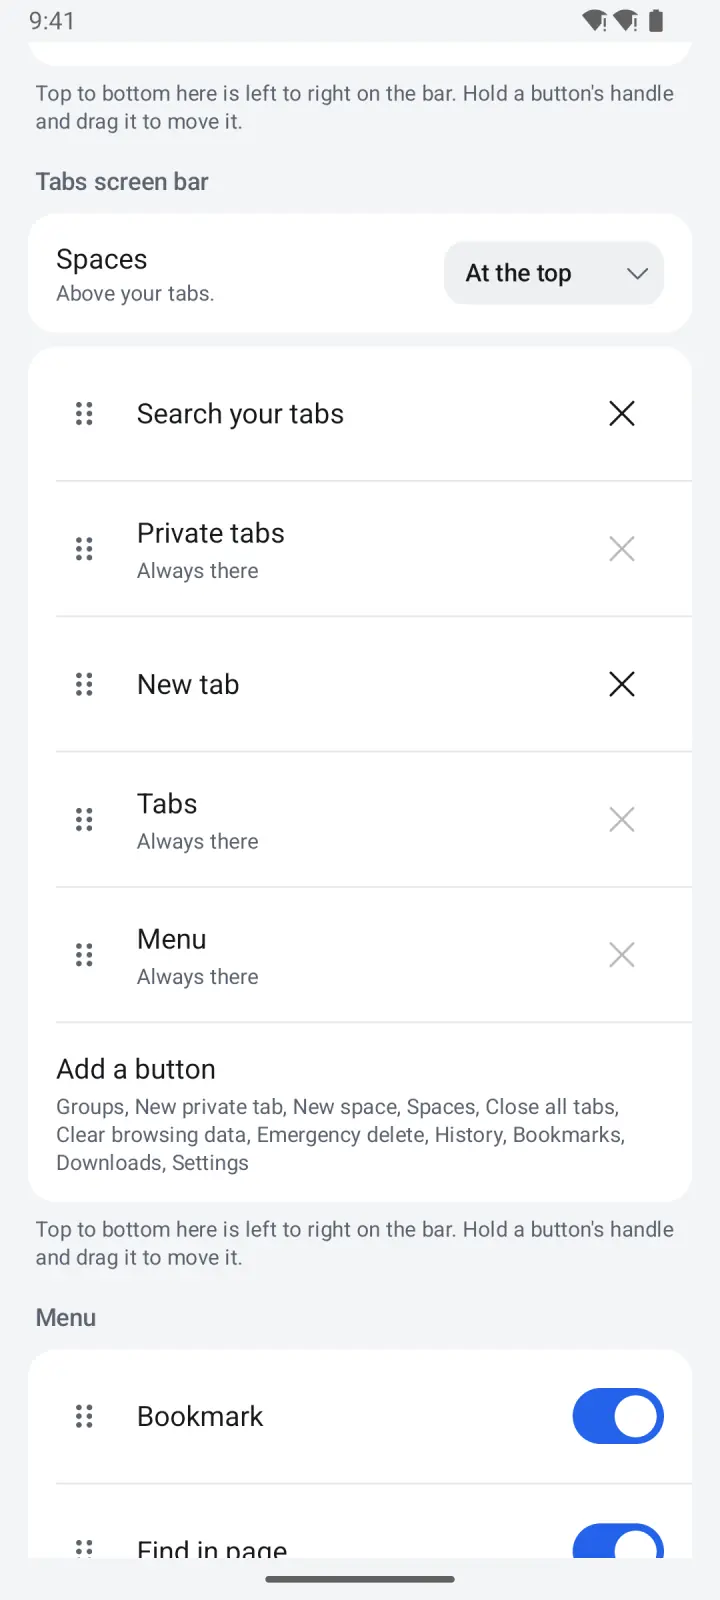 9:41
Top to bottom here is left to right on the bar. Hold a button's handle
and drag it to move it.
Tabs screen bar
Spaces
Above your tabs.
At the top
Search your tabs
Private tabs
Always there
New tab
Tabs
Always there
Menu
Always there
Add a button
Groups, New private tab, New space, Spaces, Close all tabs,
Clear browsing data, Emergency delete, History, Bookmarks,
Downloads, Settings
Top to bottom here is left to right on the bar. Hold a button's handle
and drag it to move it.
Menu
Bookmark
Find in page